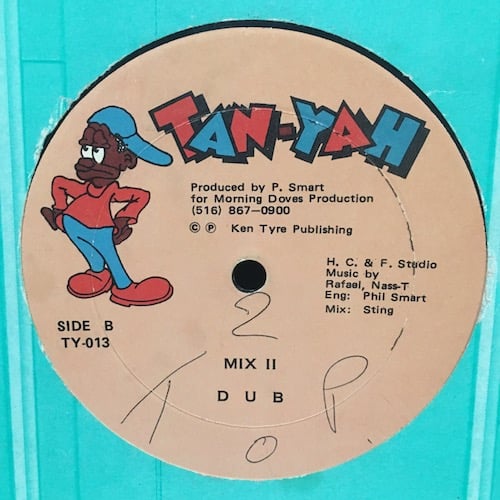 TAN-YAH
Produced by P. Smart
for Morning Doves Production
(516) 867-0900
© ℗ Ken Tyre Publishing
H. C. & F. Studio
Music by
Rafael, Nass-T
Eng: Phil Smart
Mix: Sting
SIDE B
TY-013
2
MIX II
DUB
T O P.